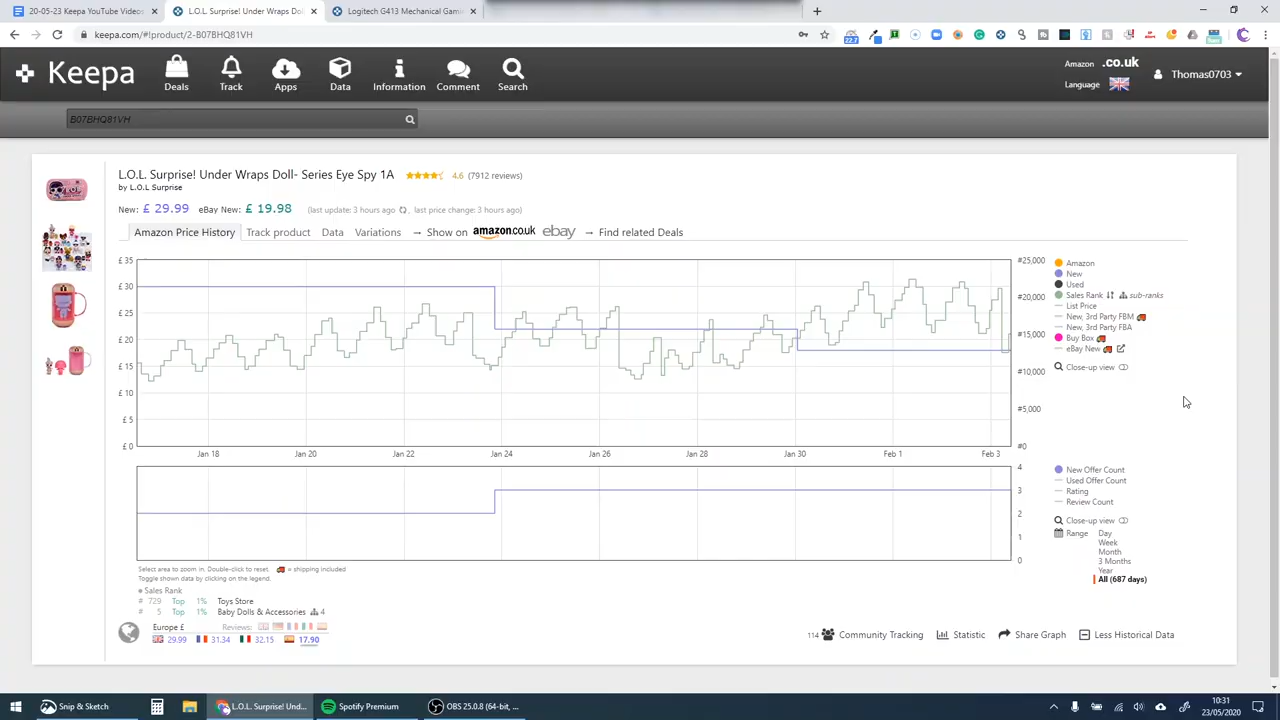 20-05-23 Keepa YouTube Videos
L.O.L. Surprise! Under Wraps Dol
Logitech G413 Mechanical Gam
keepa.com/#!product/2-B07BHQ81VH
Keepa
Deals
Track
Apps
Data
Information
Comment
Search
Amazon .co.uk
Language
Thomas0703
B07BHQ81VH
L.O.L. Surprise! Under Wraps Doll- Series Eye Spy 1A 4.6 (7912 reviews)
by L.O.L Surprise
New: £ 29.99 eBay New: £ 19.98 (last update: 3 hours ago , last price change: 3 hours ago)
Amazon Price History Track product Data Variations → Show on amazon.co.uk ebay → Find related Deals
£ 35
£ 30
£ 25
£ 20
£ 15
£ 10
£ 5
£ 0
#25,000
#20,000
#15,000
#10,000
#5,000
#0
Jan 18 Jan 20 Jan 22 Jan 24 Jan 26 Jan 28 Jan 30 Feb 1 Feb 3
Amazon
New
Used
Sales Rank sub-ranks
List Price
New, 3rd Party FBM
New, 3rd Party FBA
Buy Box
eBay New
Close-up view
4
3
2
1
0
New Offer Count
Used Offer Count
Rating
Review Count
Close-up view
Range
Day
Week
Month
3 Months
Year
All (687 days)
Select area to zoom in. Double-click to reset. = shipping included
Toggle shown data by clicking on the legend.
Sales Rank
# 729 Top 1% Toys Store
# 5 Top 1% Baby Dolls & Accessories 4
Europe £ Reviews:
29.99 31.34 32.15 17.90
114 Community Tracking
Statistic
Share Graph
Less Historical Data
Snip & Sketch
L.O.L. Surprise! Und...
Spotify Premium
OBS 25.0.8 (64-bit, ...
10:31
23/05/2020